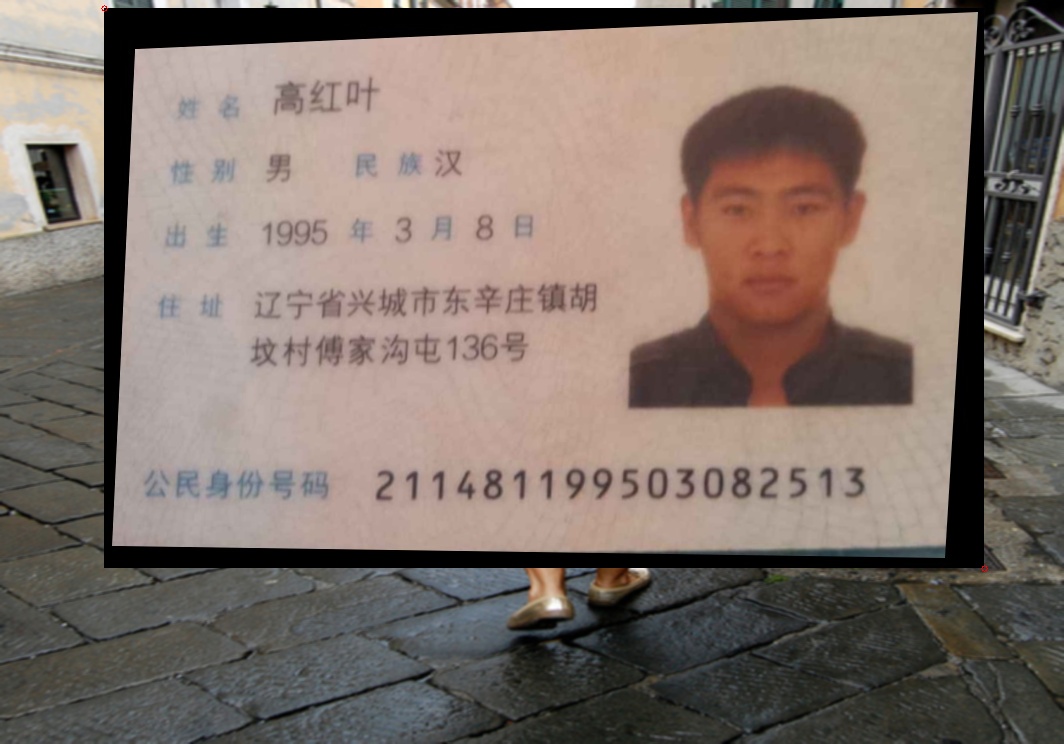 姓名 高红叶
性别 男 民族 汉
出生 1995 年 3 月 8 日
住址 辽宁省兴城市东辛庄镇胡
坟村傅家沟屯136号
公民身份号码 211481199503082513